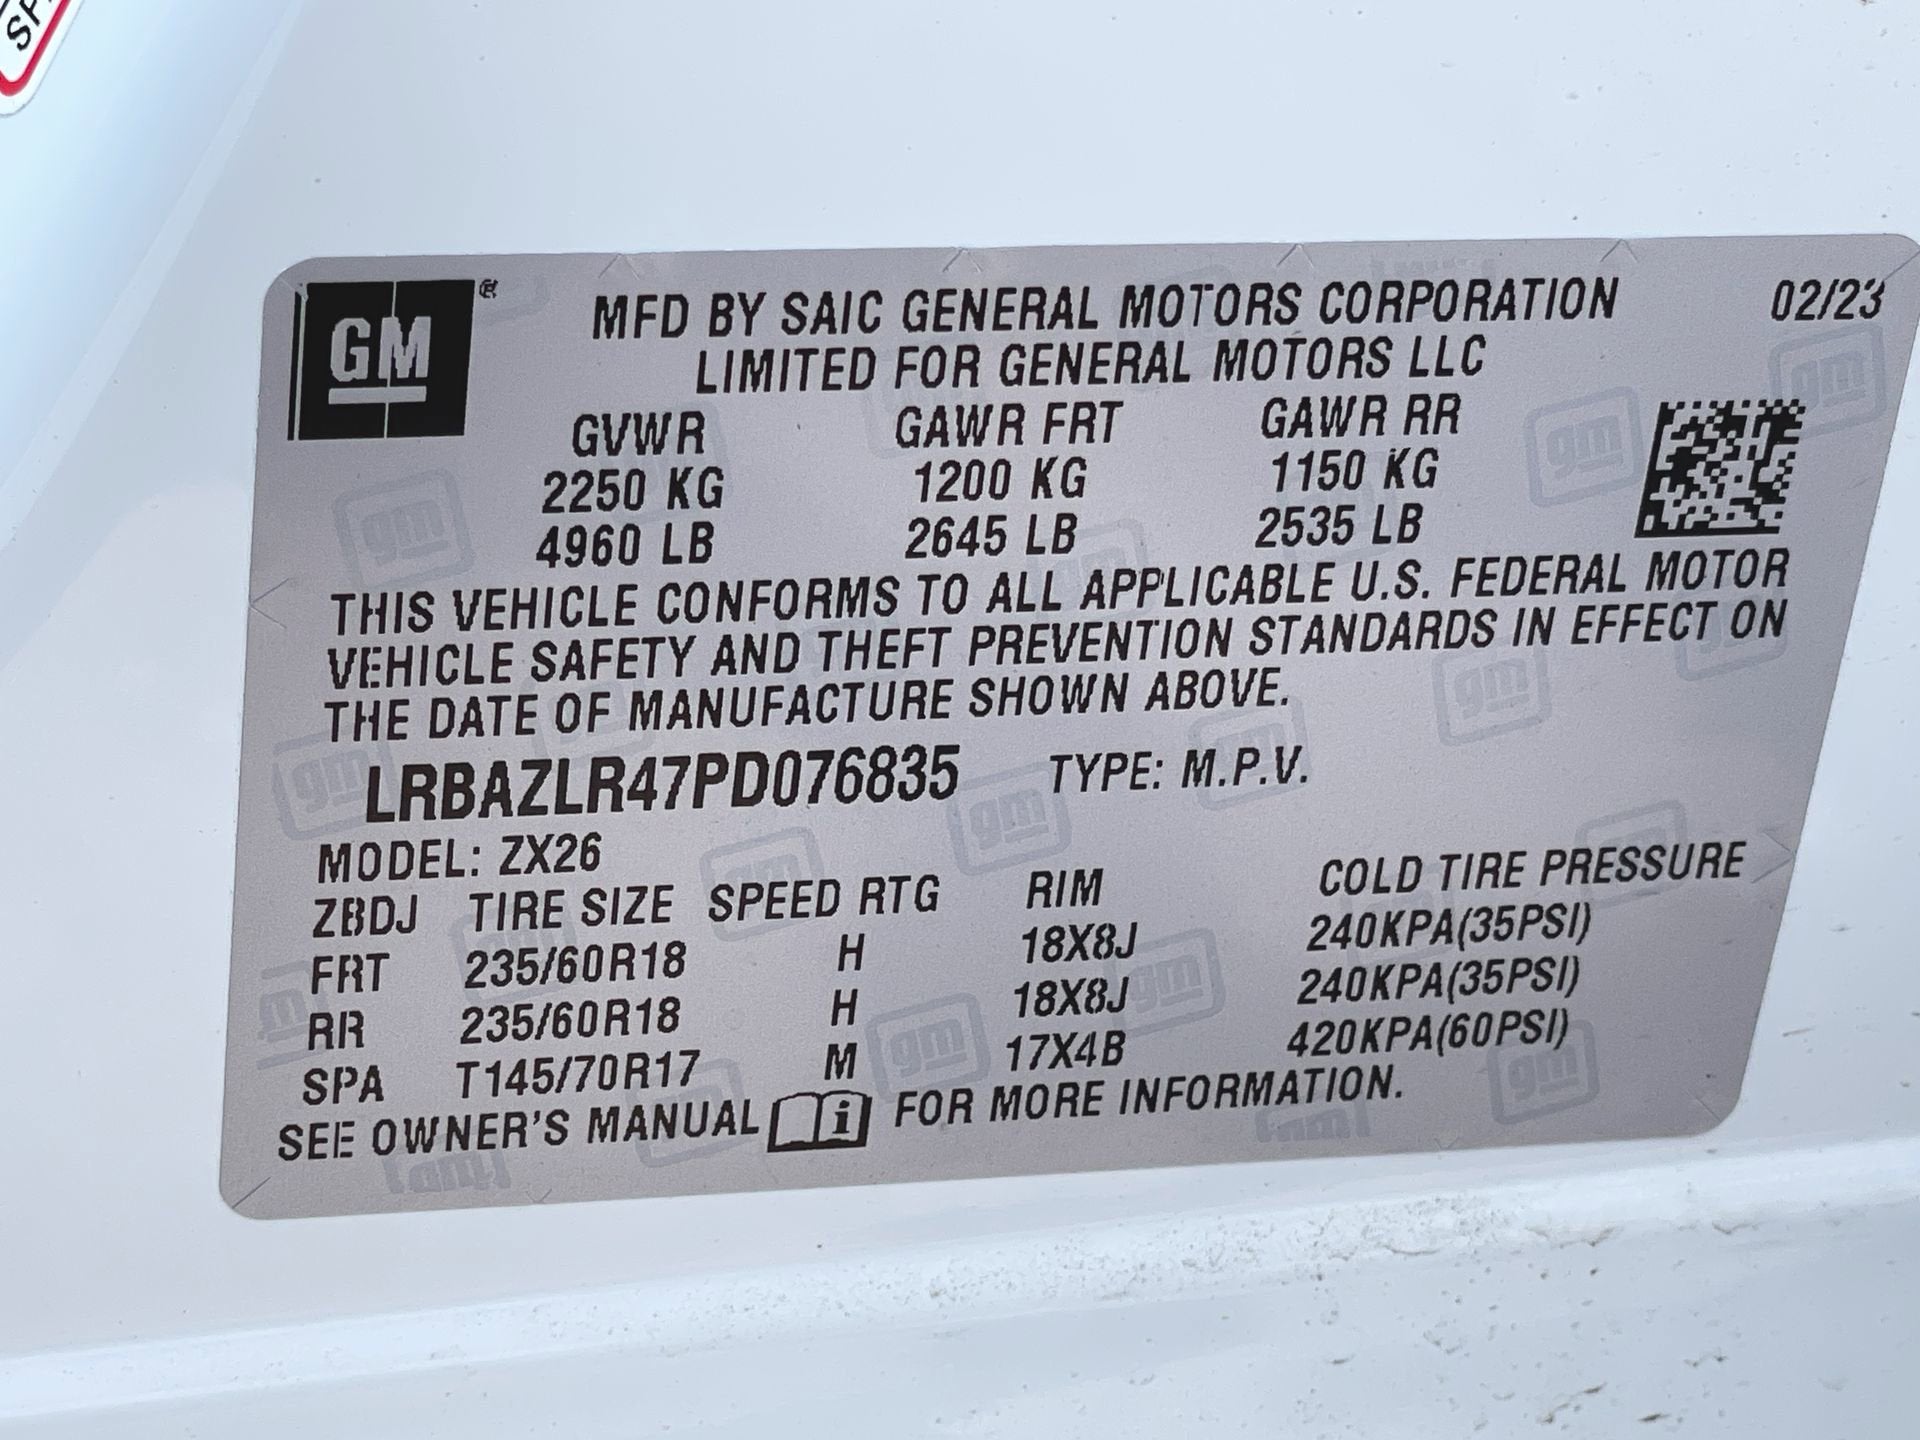 SP
GM ®
MFD BY SAIC GENERAL MOTORS CORPORATION 02/23
LIMITED FOR GENERAL MOTORS LLC
GVWR GAWR FRT GAWR RR
2250 KG 1200 KG 1150 KG
4960 LB 2645 LB 2535 LB
THIS VEHICLE CONFORMS TO ALL APPLICABLE U.S. FEDERAL MOTOR
VEHICLE SAFETY AND THEFT PREVENTION STANDARDS IN EFFECT ON
THE DATE OF MANUFACTURE SHOWN ABOVE.
LRBAZLR47PD076835 TYPE: M.P.V.
MODEL: ZX26
ZBDJ TIRE SIZE SPEED RTG RIM COLD TIRE PRESSURE
FRT 235/60R18 H 18X8J 240KPA(35PSI)
RR 235/60R18 H 18X8J 240KPA(35PSI)
SPA T145/70R17 M 17X4B 420KPA(60PSI)
SEE OWNER'S MANUAL i FOR MORE INFORMATION.